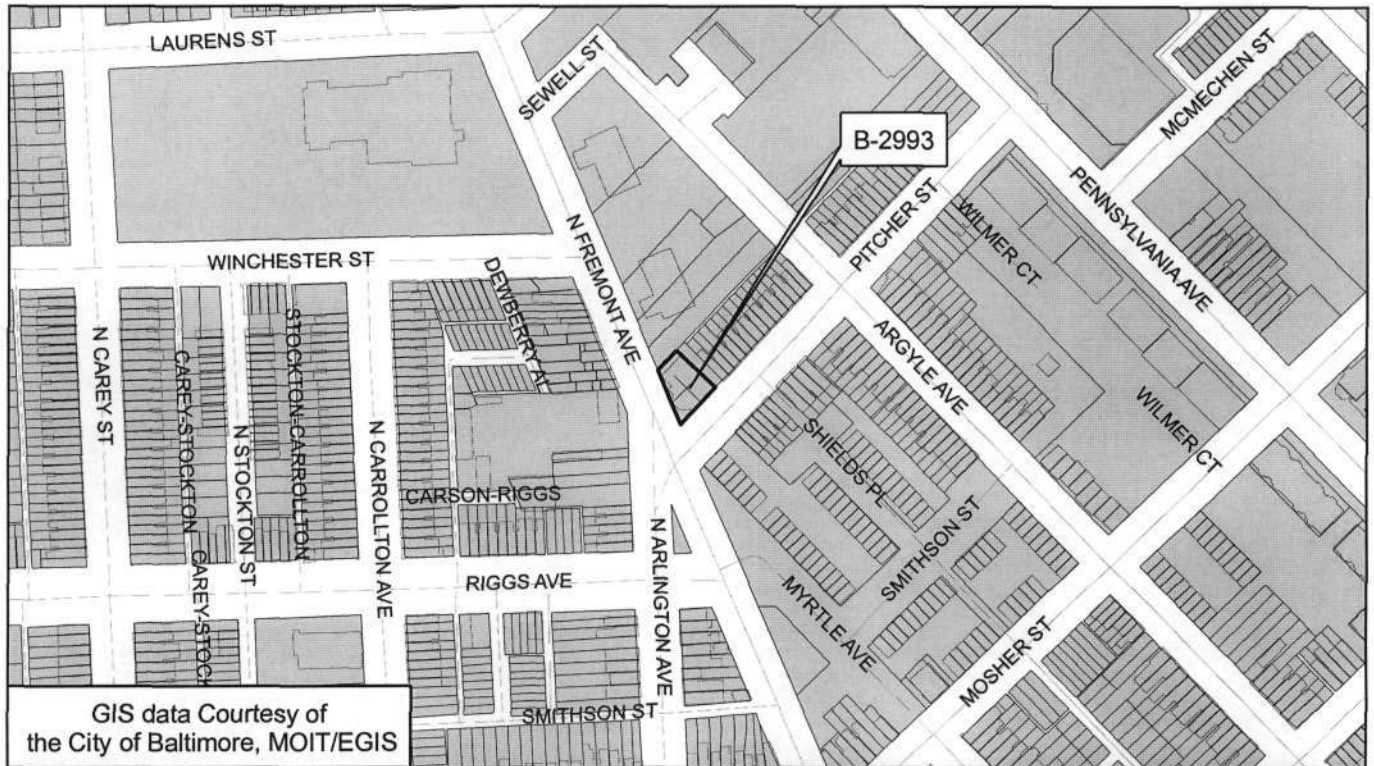 LAURENS ST
SEWELL ST
MCMECHEN ST
B-2993
PITCHER ST
WILMER CT
PENNSYLVANIA AVE
N FREMONT AVE
WINCHESTER ST
DEWBERRY AL
ARGYLE AVE
WILMER CT
N CAREY ST
CAREY-STOCKTON
N STOCKTON ST
STOCKTON-CARROLLTON
N CARROLLTON AVE
SHIELDS PL
CARSON-RIGGS
SMITHSON ST
N ARLINGTON AVE
RIGGS AVE
CAREY-STOCK
MYRTLE AVE
MOSHER ST
SMITHSON ST
GIS data Courtesy of
the City of Baltimore, MOIT/EGIS